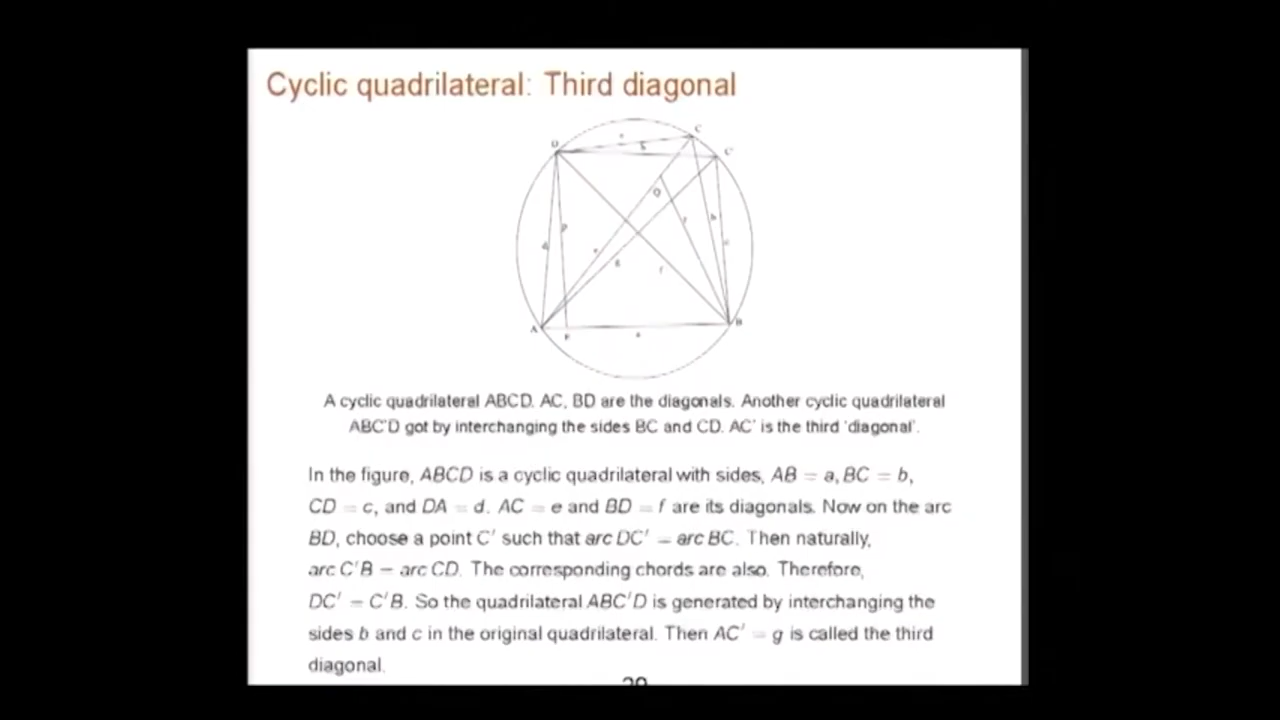 Cyclic quadrilateral: Third diagonal
D
C
C'
Q
A
B
A cyclic quadrilateral ABCD. AC, BD are the diagonals. Another cyclic quadrilateral
ABC'D got by interchanging the sides BC and CD. AC' is the third 'diagonal'.
In the figure, ABCD is a cyclic quadrilateral with sides, AB = a, BC = b,
CD = c, and DA = d. AC = e and BD = f are its diagonals. Now on the arc
BD, choose a point C' such that arc DC' = arc BC. Then naturally,
arc C'B = arc CD. The corresponding chords are also. Therefore,
DC' = C'B. So the quadrilateral ABC'D is generated by interchanging the
sides b and c in the original quadrilateral. Then AC' = g is called the third
diagonal.